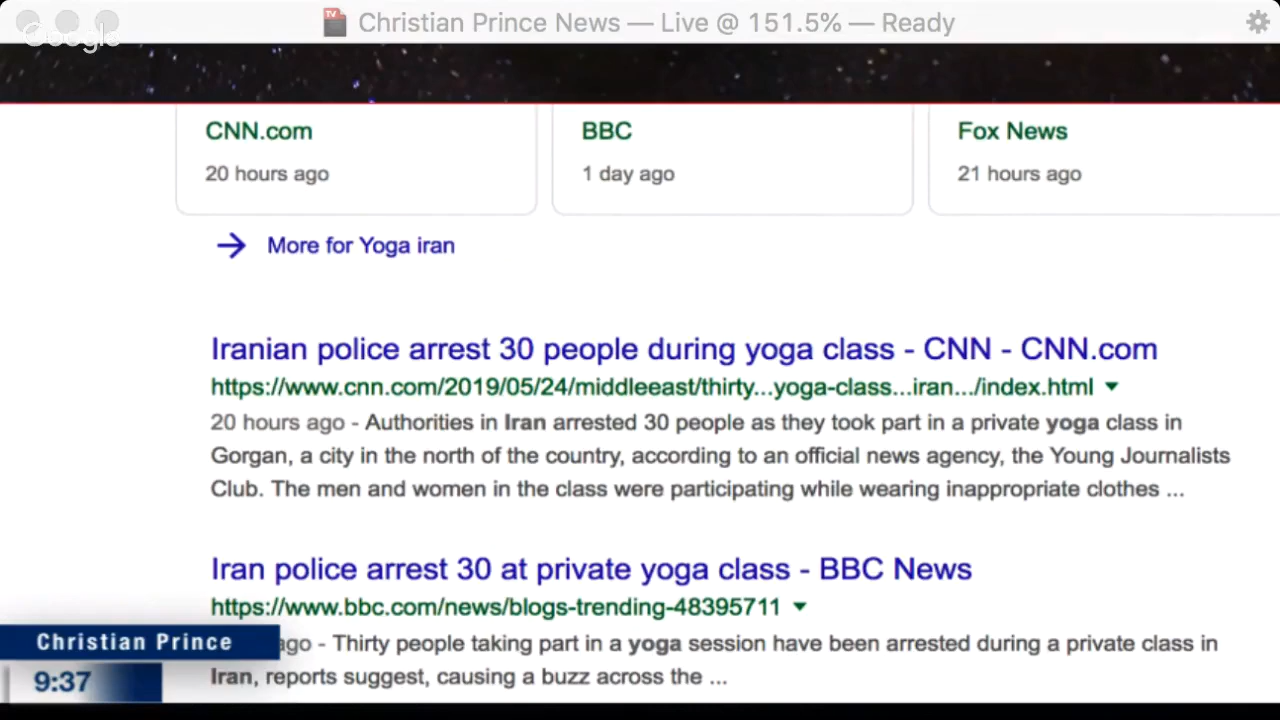 Christian Prince News — Live @ 151.5% — Ready
Google
CNN.com
BBC
Fox News
20 hours ago
1 day ago
21 hours ago
More for Yoga iran
Iranian police arrest 30 people during yoga class - CNN - CNN.com
https://www.cnn.com/2019/05/24/middleeast/thirty...yoga-class...iran.../index.html
20 hours ago - Authorities in Iran arrested 30 people as they took part in a private yoga class in
Gorgan, a city in the north of the country, according to an official news agency, the Young Journalists
Club. The men and women in the class were participating while wearing inappropriate clothes ...
Iran police arrest 30 at private yoga class - BBC News
https://www.bbc.com/news/blogs-trending-48395711
ago - Thirty people taking part in a yoga session have been arrested during a private class in
Iran, reports suggest, causing a buzz across the ...
Christian Prince
9:37